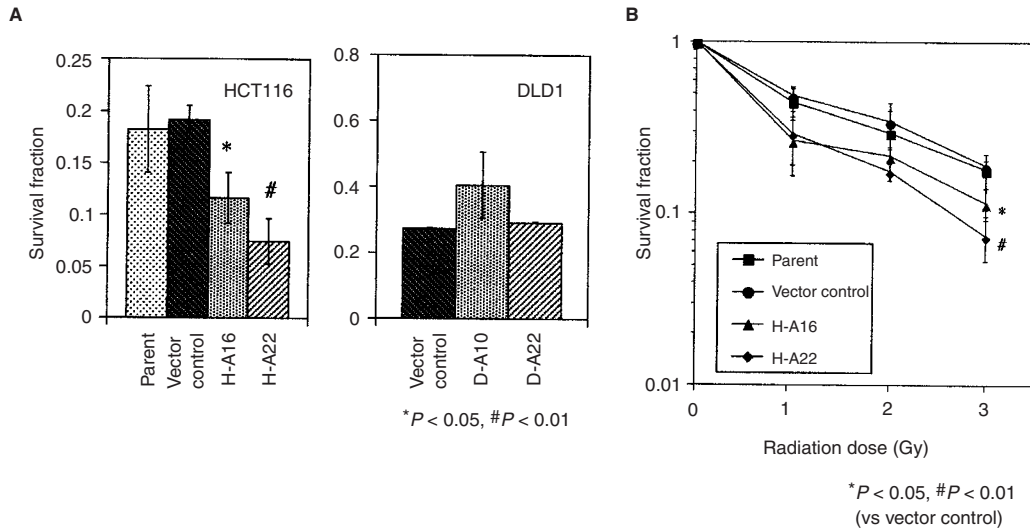 A
Survival fraction
0.25
0.2
0.15
0.1
0.05
0
HCT116
*
#
Parent
Vector control
H-A16
H-A22
0.8
0.6
0.4
0.2
0
DLD1
Vector control
D-A10
D-A22
*P < 0.05, #P < 0.01
B
Survival fraction
1
0.1
0.01
*
#
Parent
Vector control
H-A16
H-A22
0 1 2 3
Radiation dose (Gy)
*P < 0.05, #P < 0.01
(vs vector control)